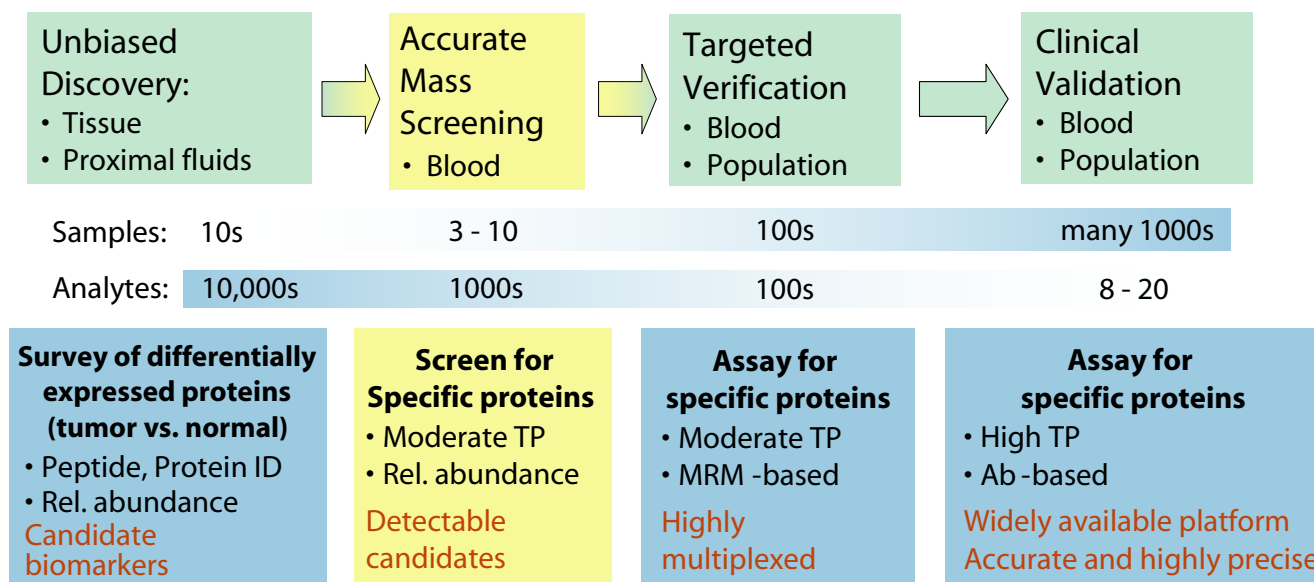 Unbiased
Discovery:
• Tissue
• Proximal fluids
Accurate
Mass
Screening
• Blood
Targeted
Verification
• Blood
• Population
Clinical
Validation
• Blood
• Population
Samples: 10s 3 - 10 100s many 1000s
Analytes: 10,000s 1000s 100s 8 - 20
Survey of differentially
expressed proteins
(tumor vs. normal)
• Peptide, Protein ID
• Rel. abundance
Candidate
biomarkers
Screen for
Specific proteins
• Moderate TP
• Rel. abundance
Detectable
candidates
Assay for
specific proteins
• Moderate TP
• MRM -based
Highly
multiplexed
Assay for
specific proteins
• High TP
• Ab -based
Widely available platform
Accurate and highly precise